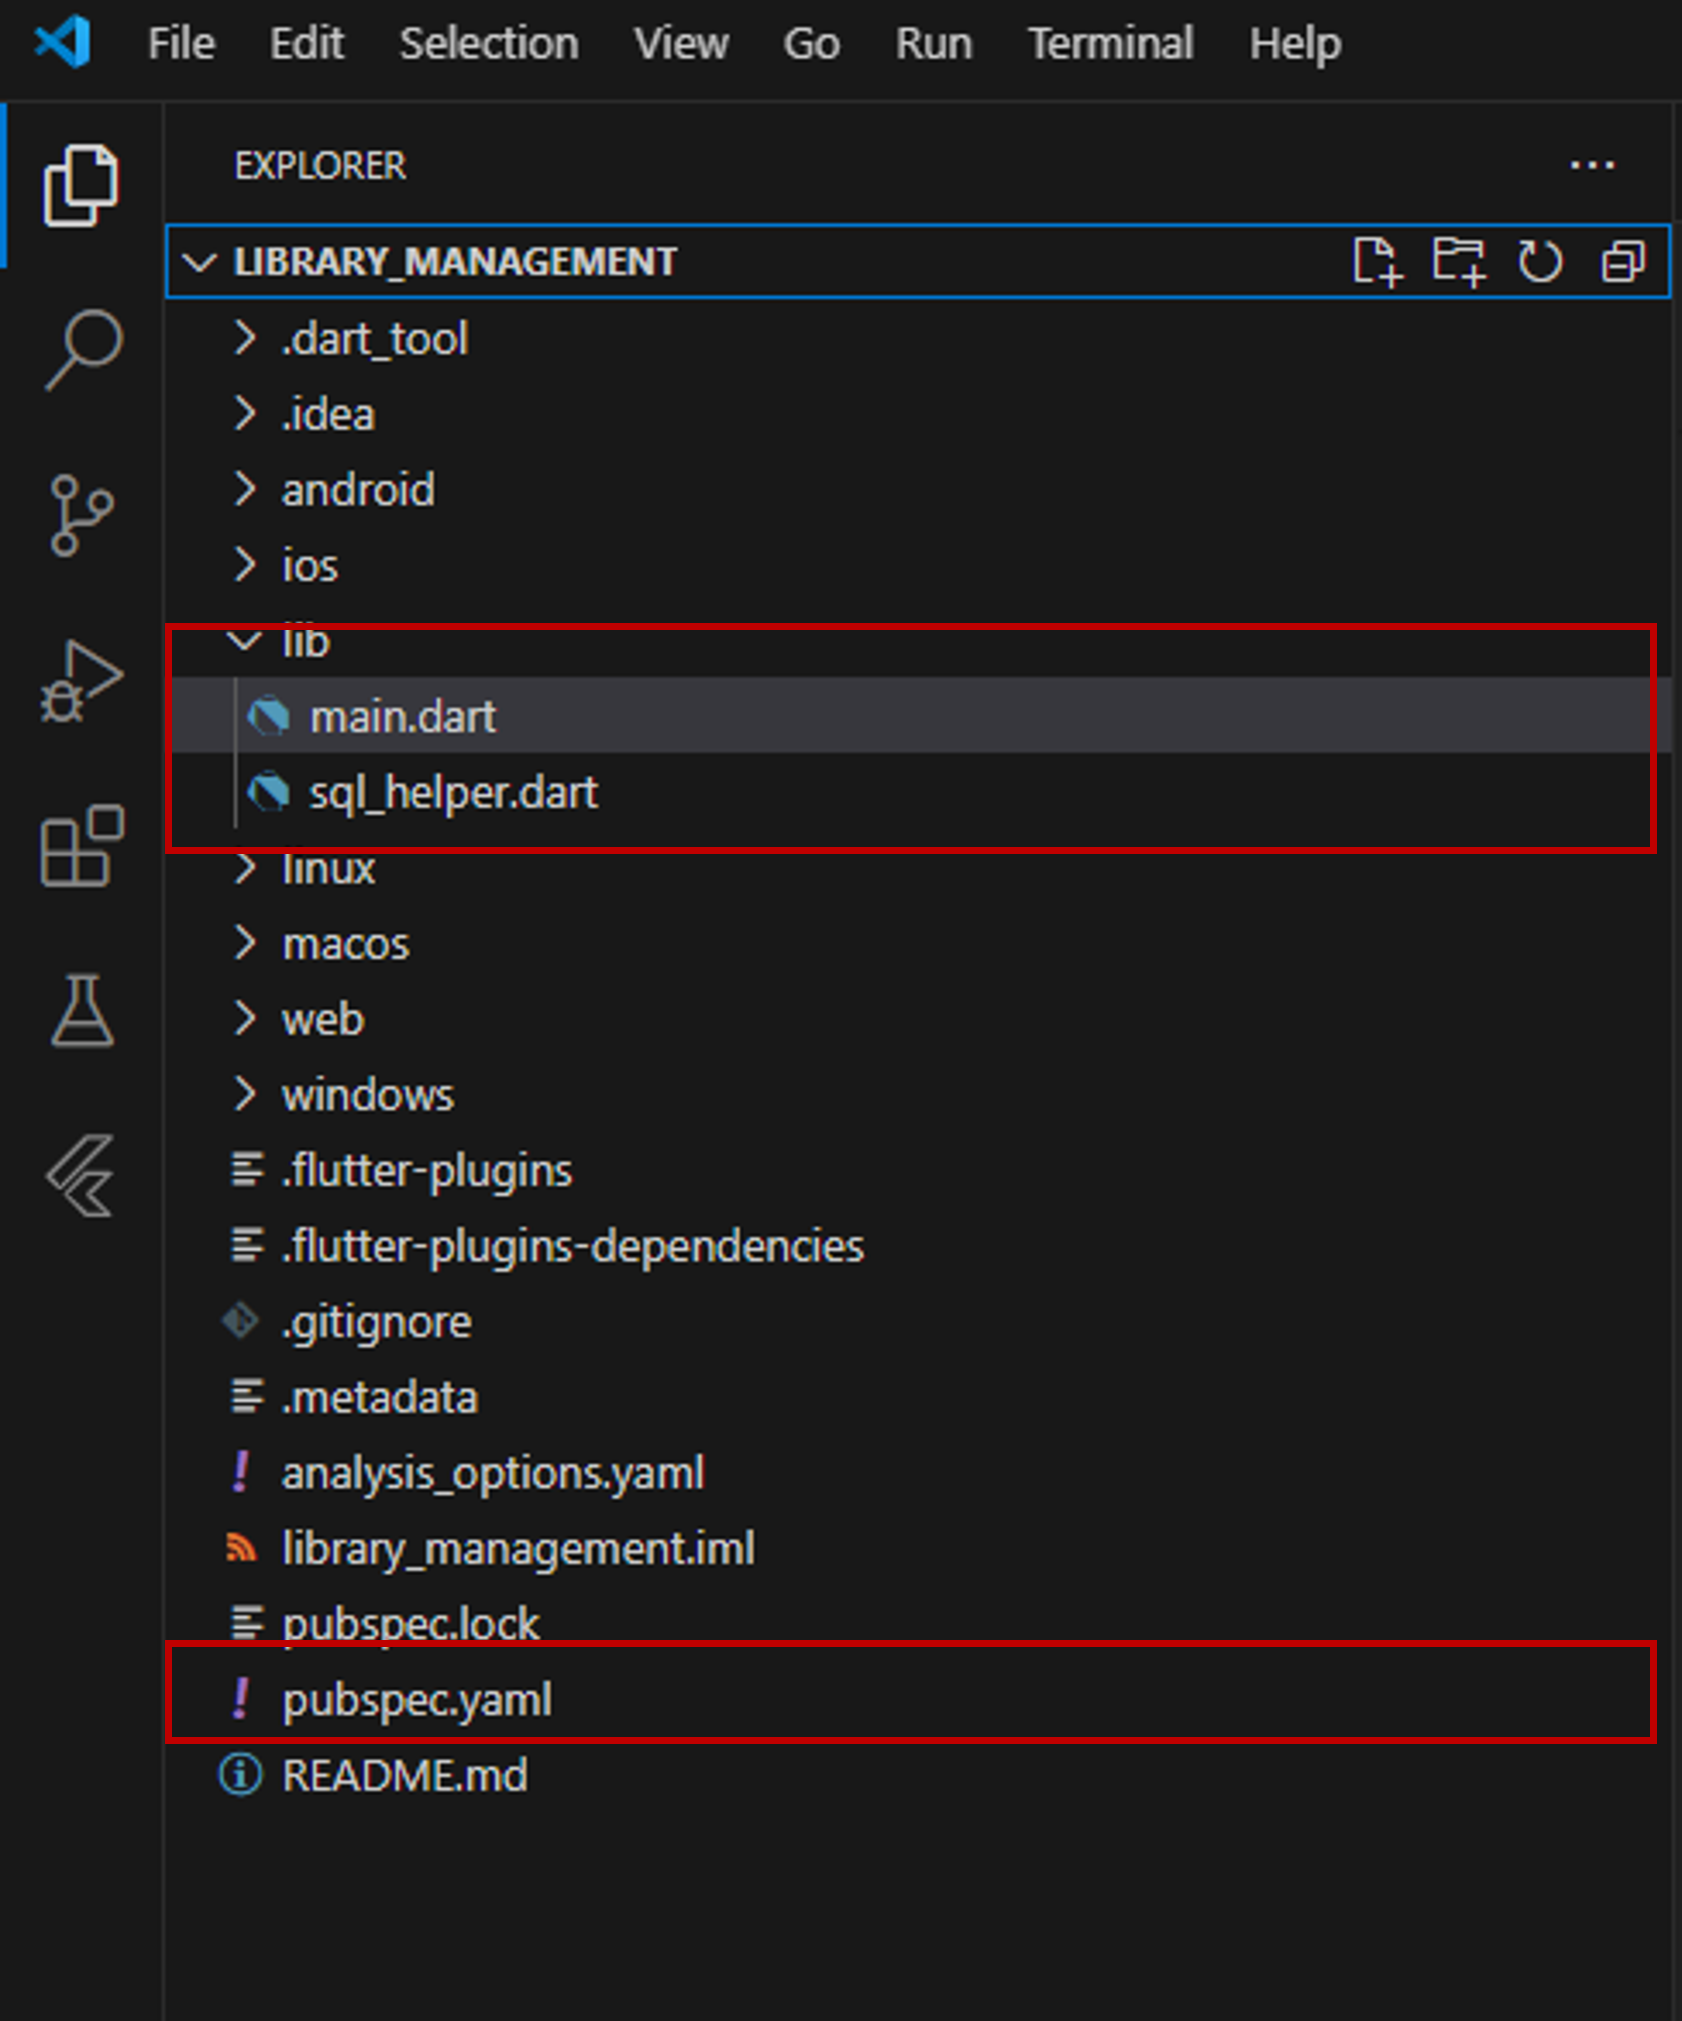 File Edit Selection View Go Run Terminal Help
EXPLORER
LIBRARY_MANAGEMENT
.dart_tool
.idea
android
ios
lib
main.dart
sql_helper.dart
linux
macos
web
windows
.flutter-plugins
.flutter-plugins-dependencies
.gitignore
.metadata
analysis_options.yaml
library_management.iml
pubspec.lock
pubspec.yaml
README.md